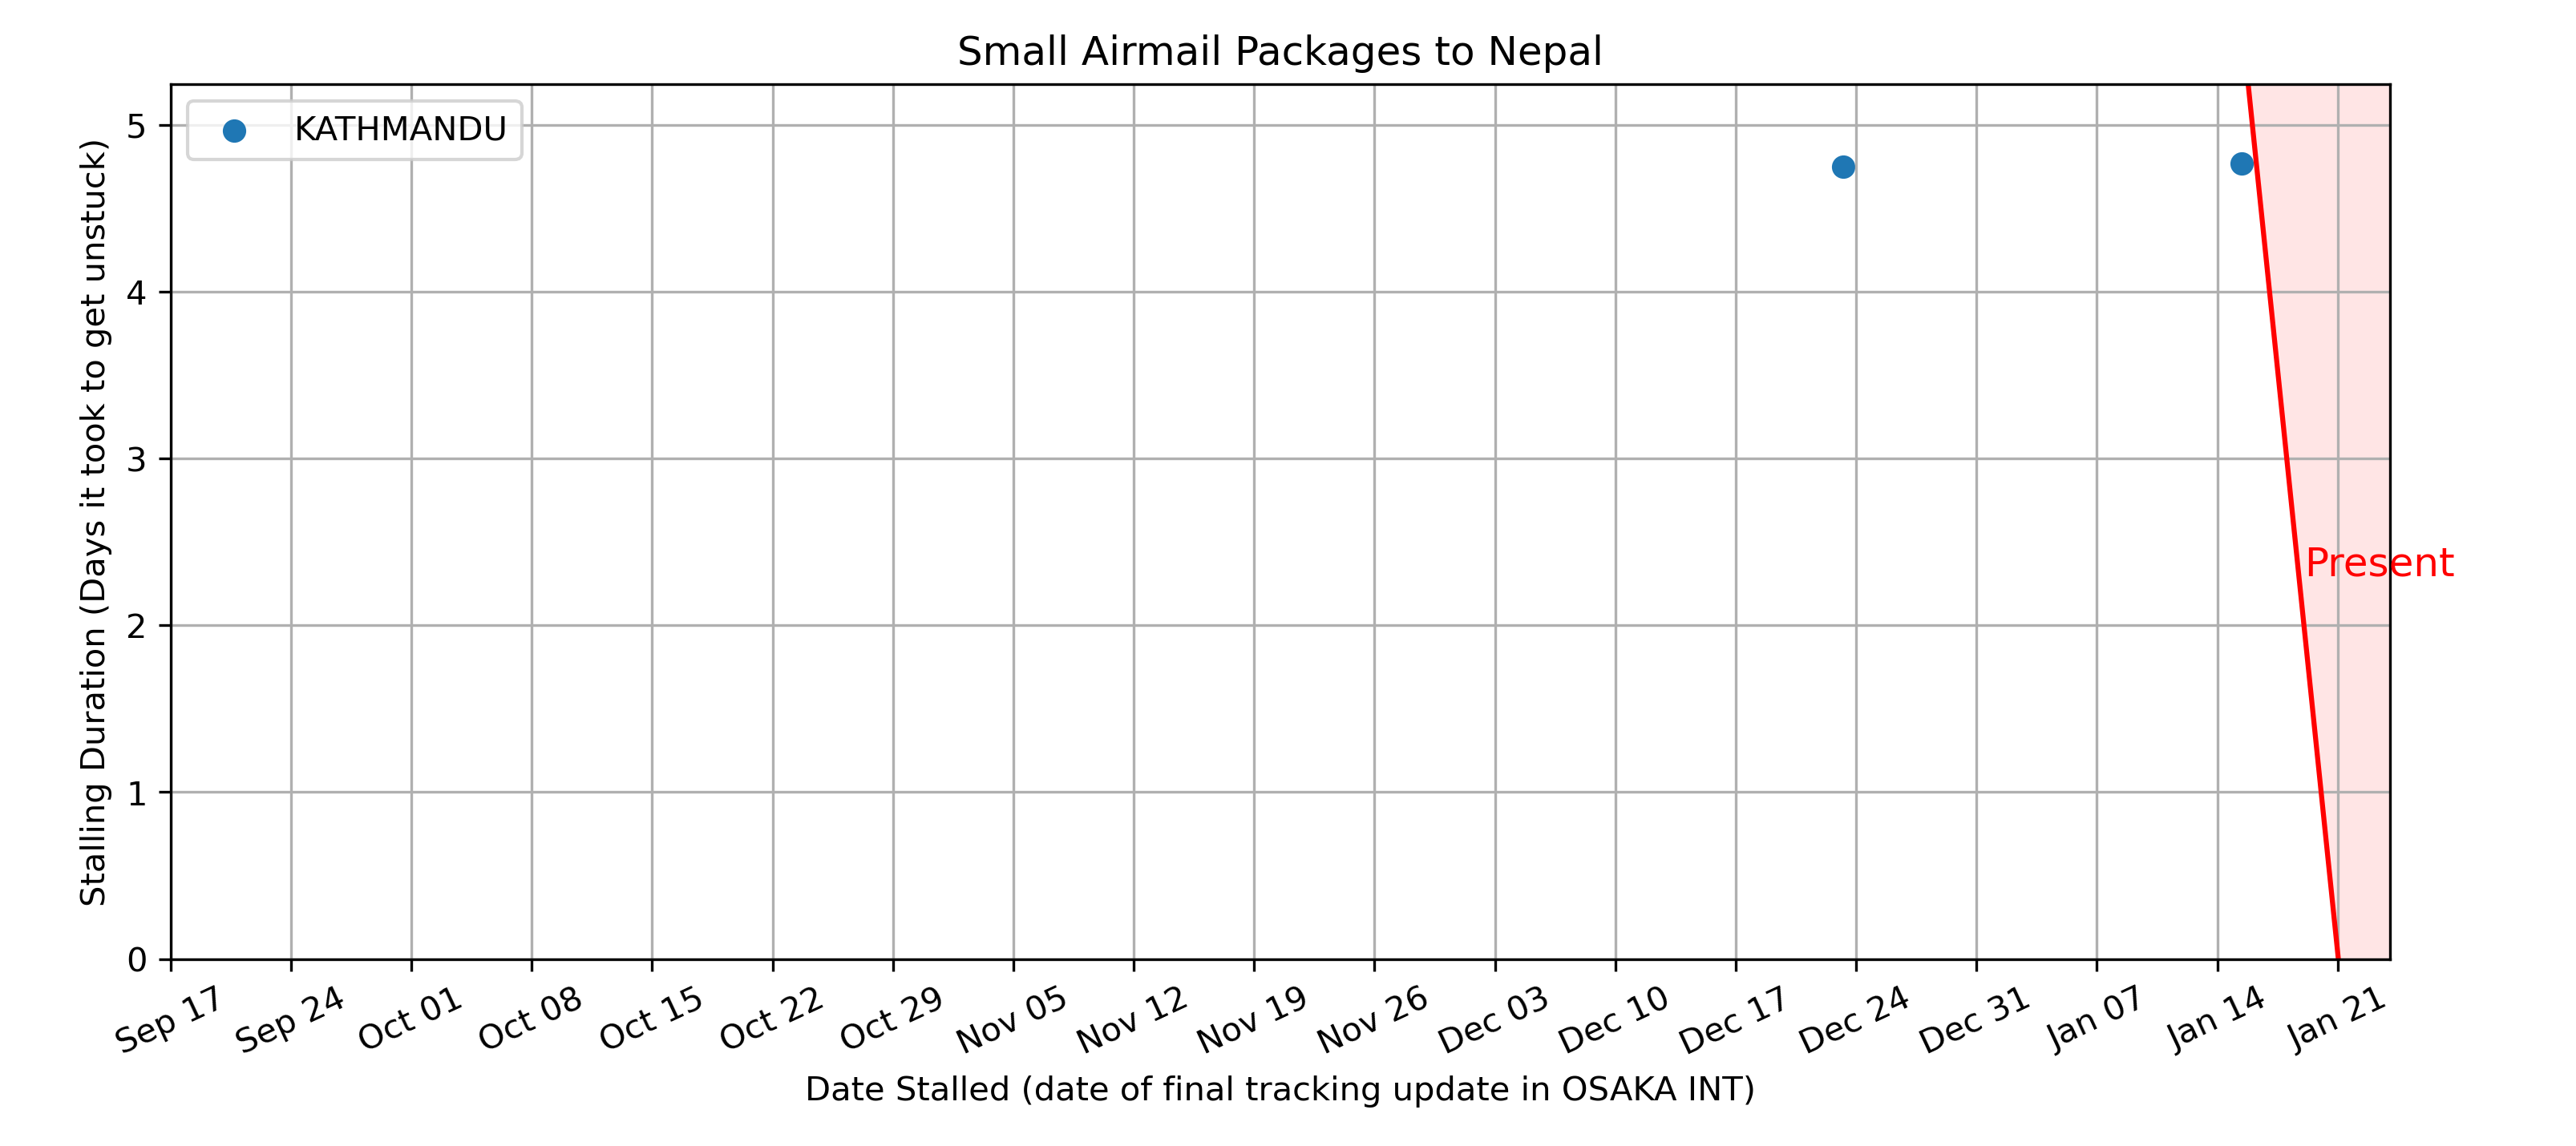 Small Airmail Packages to Nepal
KATHMANDU
Stalling Duration (Days it took to get unstuck)
5
4
3
2
1
0
Present
Sep 17
Sep 24
Oct 01
Oct 08
Oct 15
Oct 22
Oct 29
Nov 05
Nov 12
Nov 19
Nov 26
Dec 03
Dec 10
Dec 17
Dec 24
Dec 31
Jan 07
Jan 14
Jan 21
Date Stalled (date of final tracking update in OSAKA INT)